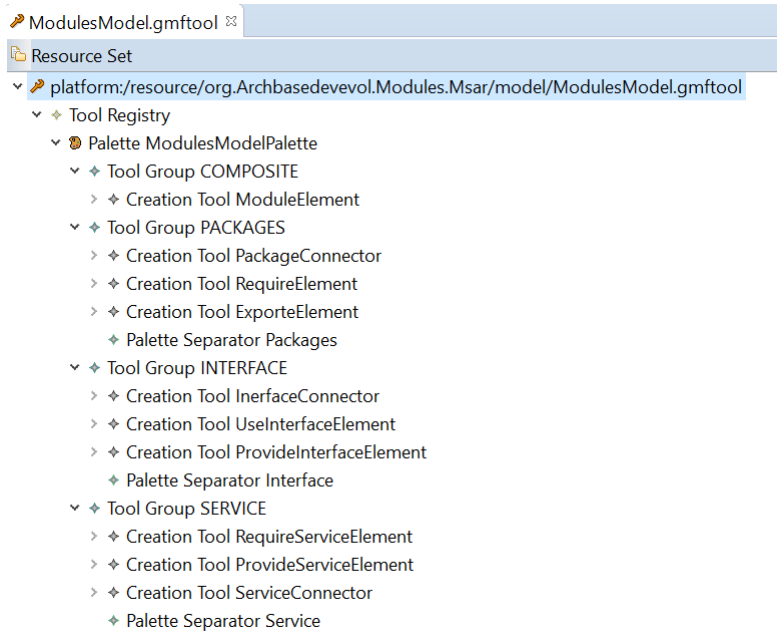 ModulesModel.gmftool
Resource Set
platform:/resource/org.Archbasedevevol.Modules.Msar/model/ModulesModel.gmftool
Tool Registry
Palette ModulesModelPalette
Tool Group COMPOSITE
Creation Tool ModuleElement
Tool Group PACKAGES
Creation Tool PackageConnector
Creation Tool RequireElement
Creation Tool ExporteElement
Palette Separator Packages
Tool Group INTERFACE
Creation Tool InerfaceConnector
Creation Tool UseInterfaceElement
Creation Tool ProvideInterfaceElement
Palette Separator Interface
Tool Group SERVICE
Creation Tool RequireServiceElement
Creation Tool ProvideServiceElement
Creation Tool ServiceConnector
Palette Separator Service